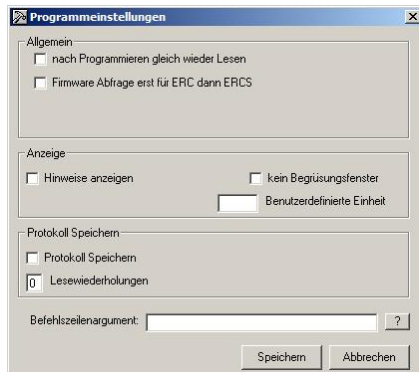 Programmeinstellungen
Allgemein
nach Programmieren gleich wieder Lesen
Firmware Abfrage erst für ERC dann ERCS
Anzeige
Hinweise anzeigen
kein Begrüsungsfenster
Benutzerdefinierte Einheit
Protokoll Speichern
Protokoll Speichern
0 Lesewiederholungen
Befehlszeilenargument: ?
Speichern Abbrechen